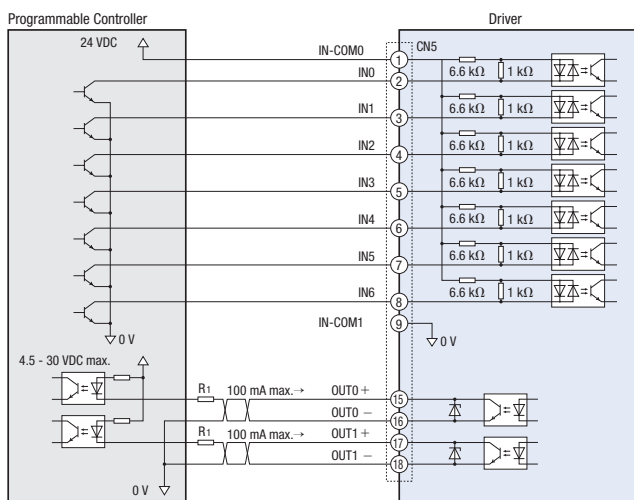 Programmable Controller
Driver
24 VDC
IN-COM0
CN5
1
6.6 kΩ 1 kΩ
IN0
2
IN1
3
6.6 kΩ 1 kΩ
IN2
4
6.6 kΩ 1 kΩ
IN3
5
6.6 kΩ 1 kΩ
IN4
6
6.6 kΩ 1 kΩ
IN5
7
6.6 kΩ 1 kΩ
IN6
8
6.6 kΩ 1 kΩ
IN-COM1
9
0 V
0 V
4.5 - 30 VDC max.
R1 100 mA max.→ OUT0 +
15
OUT0 −
16
R1 100 mA max.→ OUT1 +
17
OUT1 −
18
0 V